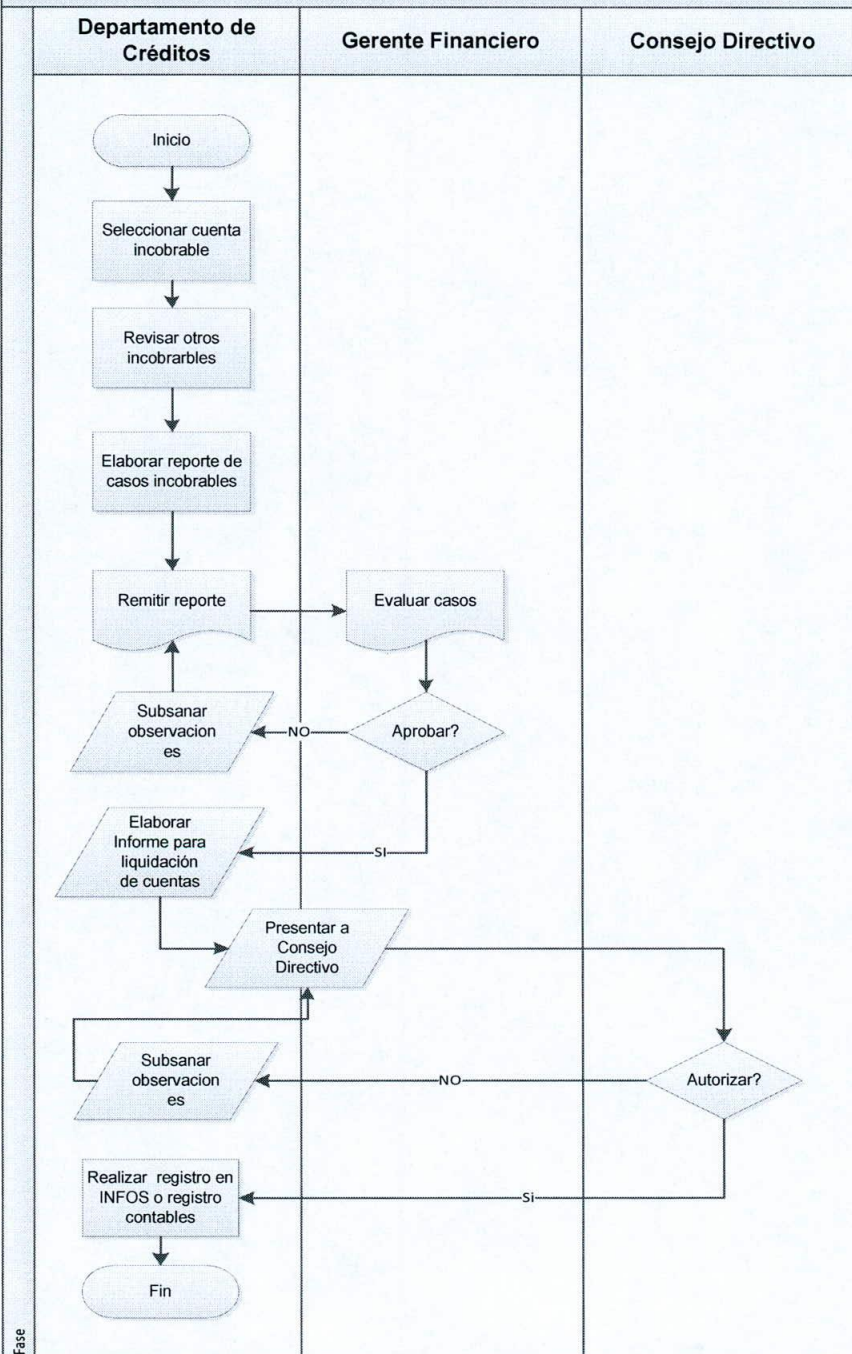 Departamento de
Créditos
Gerente Financiero
Consejo Directivo
Inicio
Seleccionar cuenta
incobrable
Revisar otros
incobrarbles
Elaborar reporte de
casos incobrables
Remitir reporte
Evaluar casos
Subsanar
observacion
es
NO
Aprobar?
Elaborar
Informe para
liquidación
de cuentas
SI
Presentar a
Consejo
Directivo
Subsanar
observacion
es
NO
Autorizar?
Realizar registro en
INFOS o registro
contables
Si
Fin
Fase